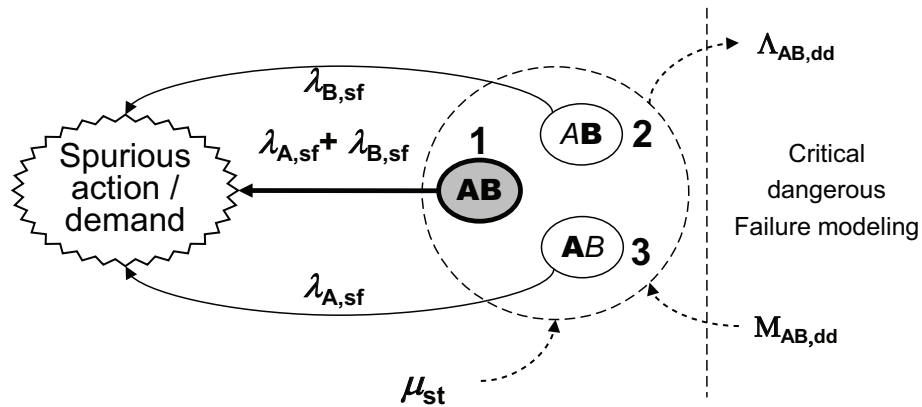 ΛAB,dd
λB,sf
λA,sf+ λB,sf
1
AB
2
AB
Spurious
action /
demand
AB
3
Critical
dangerous
Failure modeling
λA,sf
MAB,dd
μst